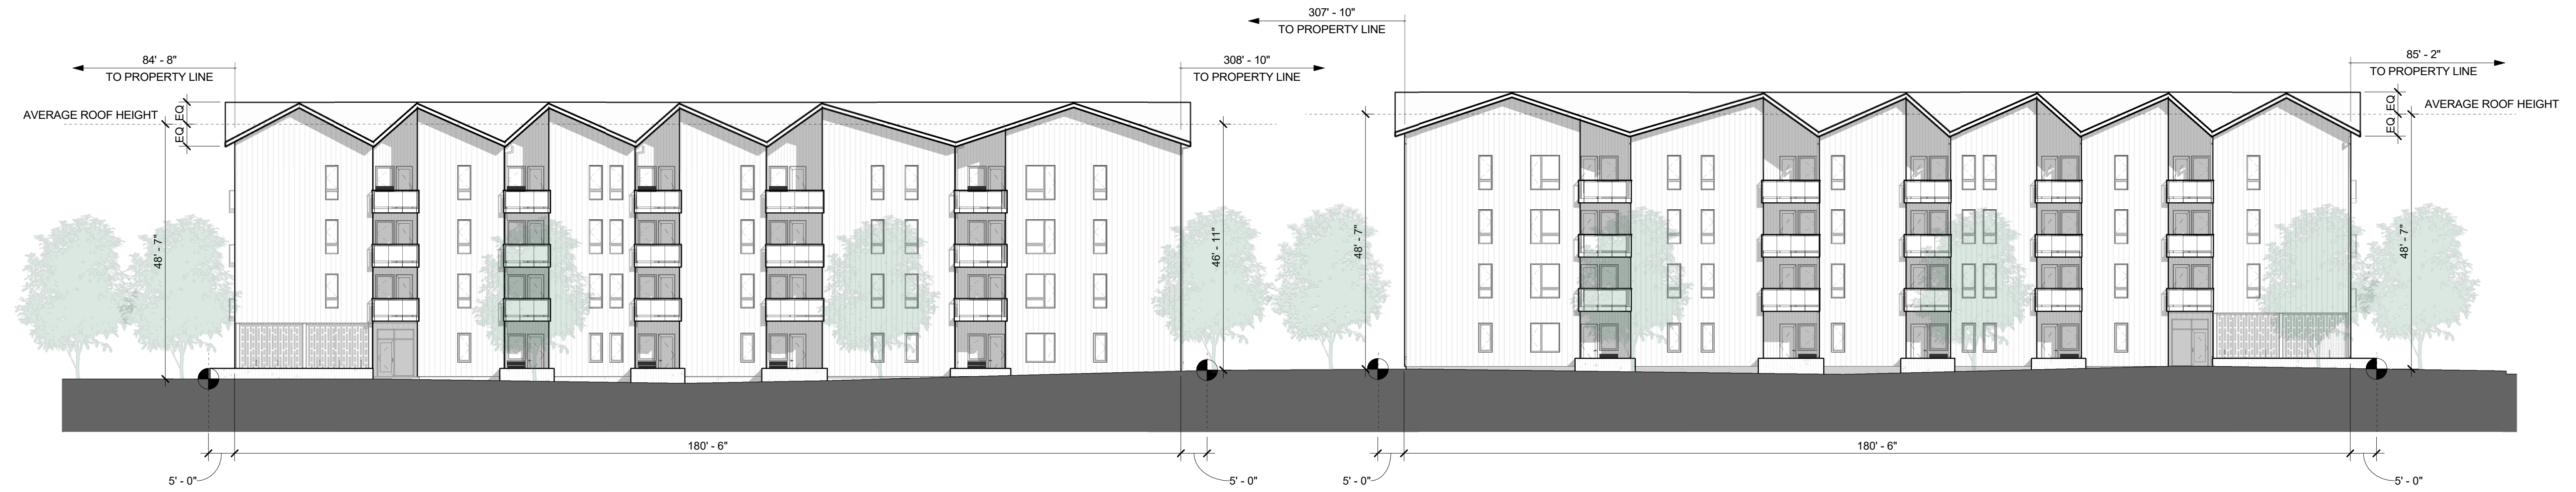 307' - 10"
TO PROPERTY LINE
84' - 8"
TO PROPERTY LINE
308' - 10"
TO PROPERTY LINE
85' - 2"
TO PROPERTY LINE
AVERAGE ROOF HEIGHT
EQ
EQ
EQ
EQ
AVERAGE ROOF HEIGHT
48' - 7"
46' - 11"
48' - 7"
48' - 7"
180' - 6"
180' - 6"
5' - 0"
5' - 0"
5' - 0"
5' - 0"